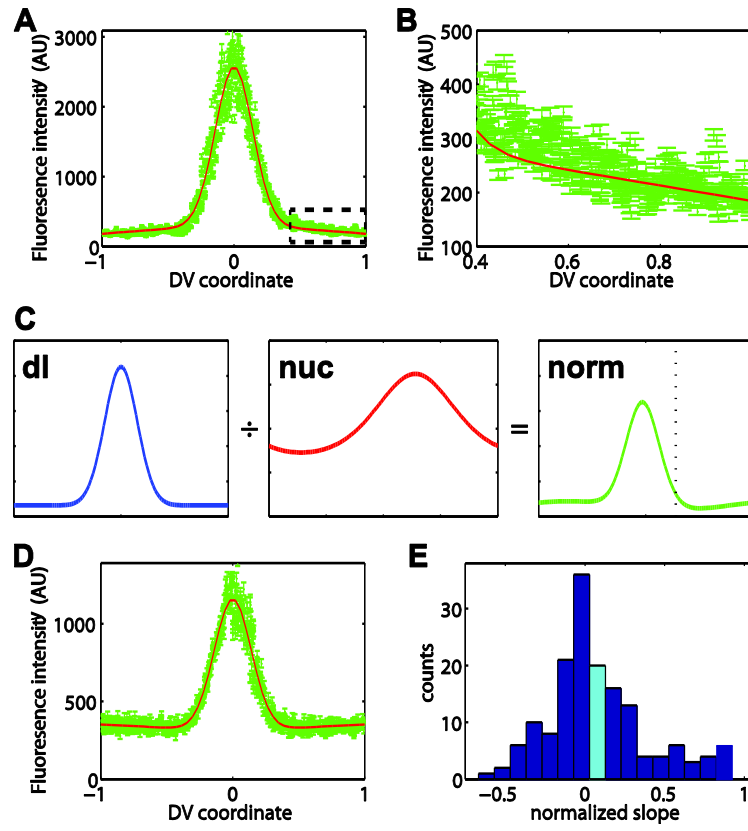 A
Fluoresence intensity (AU)
3000
2000
1000
0
−1
0
1
DV coordinate
B
Fluoresence intensity (AU)
500
400
300
200
100
0.4
0.6
0.8
DV coordinate
C
dl
÷
nuc
=
norm
D
Fluoresence intensity (AU)
1000
500
0
−1
0
1
DV coordinate
E
counts
30
20
10
0
−0.5
0
0.5
1
normalized slope